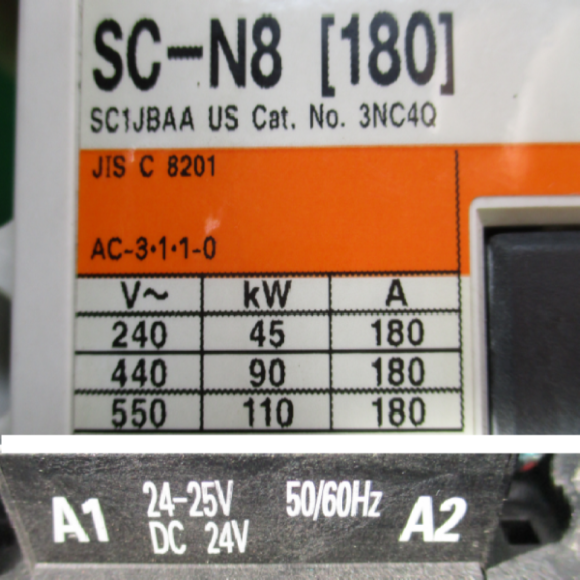 SC-N8 [180]
SC1JBAA US Cat. No. 3NC4Q
JIS C 8201
AC-3·1·1-0
V~ kW A
240 45 180
440 90 180
550 110 180
A1 24-25V 50/60Hz A2
DC 24V